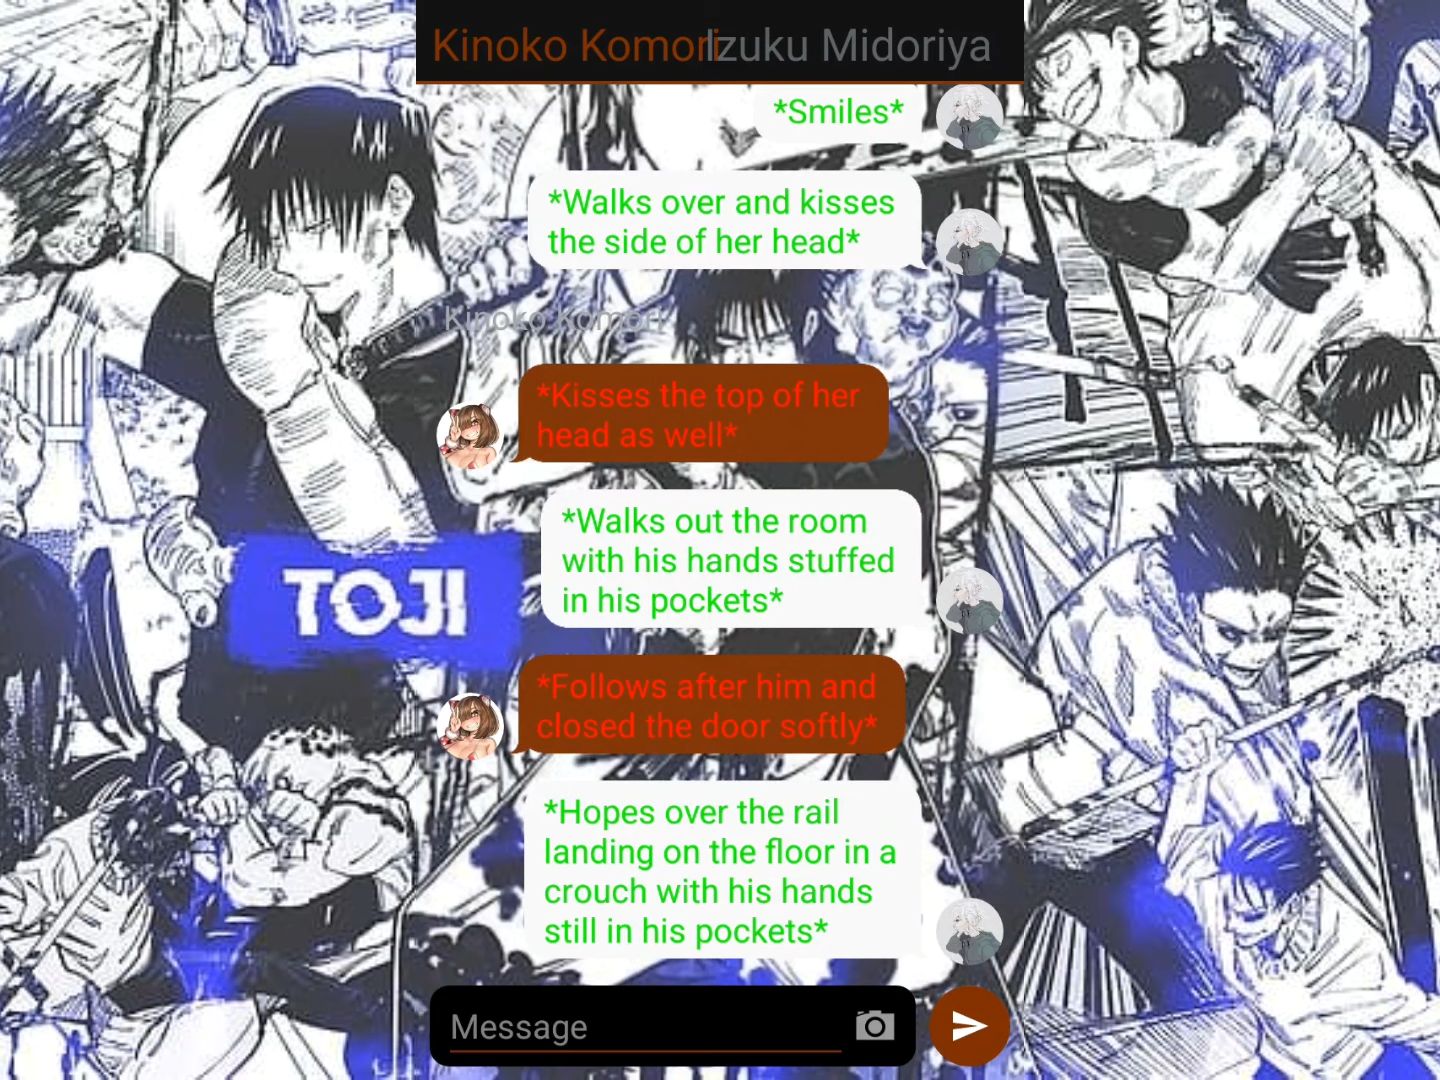 Kinoko Komori Izuku Midoriya
*Smiles*
*Walks over and kisses
the side of her head*
Kinoko Komori
*Kisses the top of her
head as well*
*Walks out the room
with his hands stuffed
in his pockets*
TOJI
*Follows after him and
closed the door softly*
*Hopes over the rail
landing on the floor in a
crouch with his hands
still in his pockets*
Message